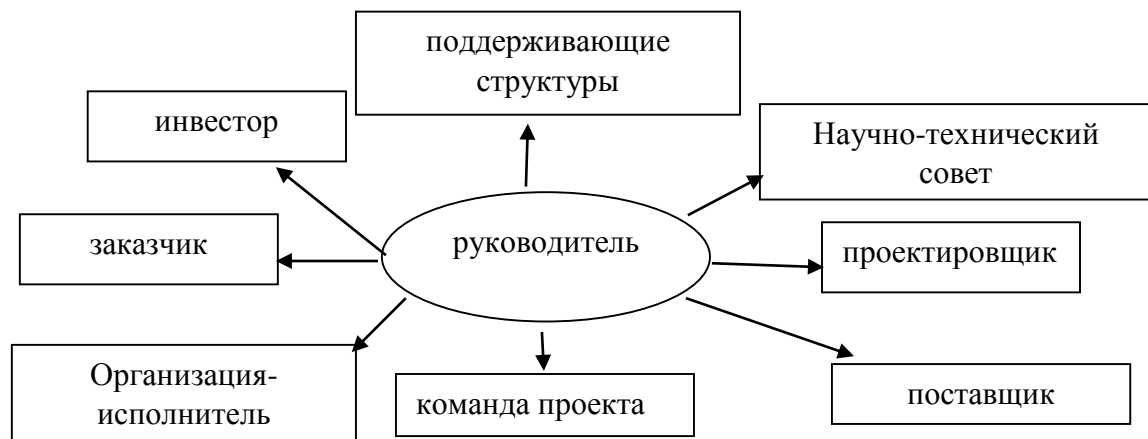 поддерживающие
структуры
инвестор
Научно-технический
совет
заказчик
руководитель
проектировщик
Организация-
исполнитель
команда проекта
поставщик